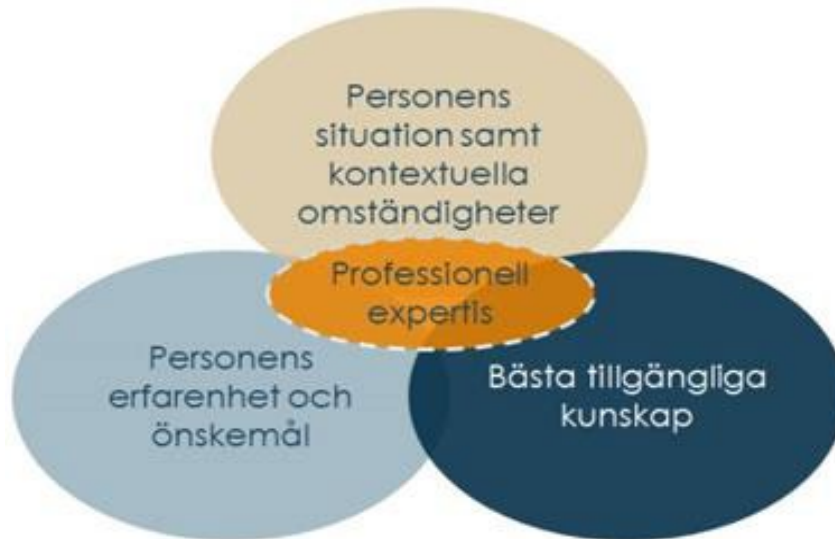 Personens
situation samt
kontextuella
omständigheter
Professionell
expertis
Personens
erfarenhet och
önskemål
Bästa tillgängliga
kunskap